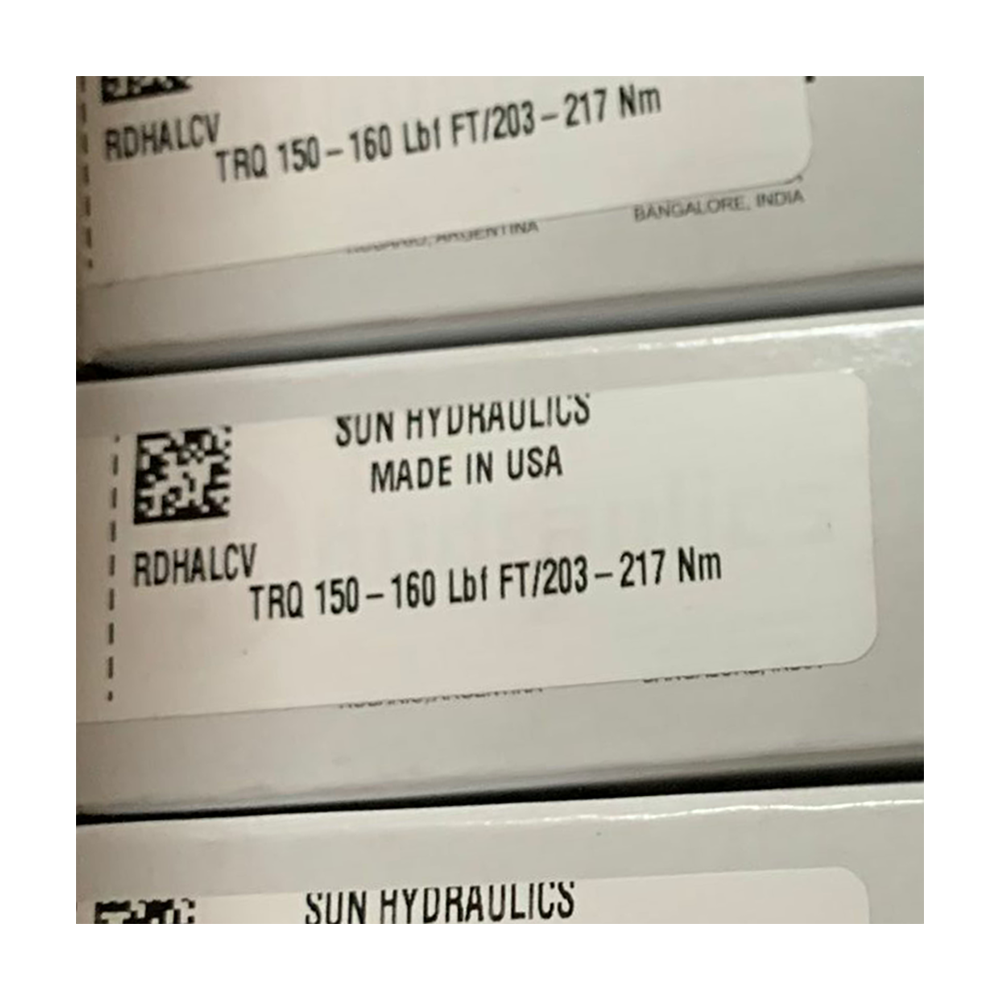 RDHALCV
TRQ 150-160 Lbf FT/203-217 Nm
BANGALORE, INDIA
ARGENTINA
SUN HYDRAULICS
MADE IN USA
RDHALCV
TRQ 150-160 Lbf FT/203-217 Nm
SUN HYDRAULICS